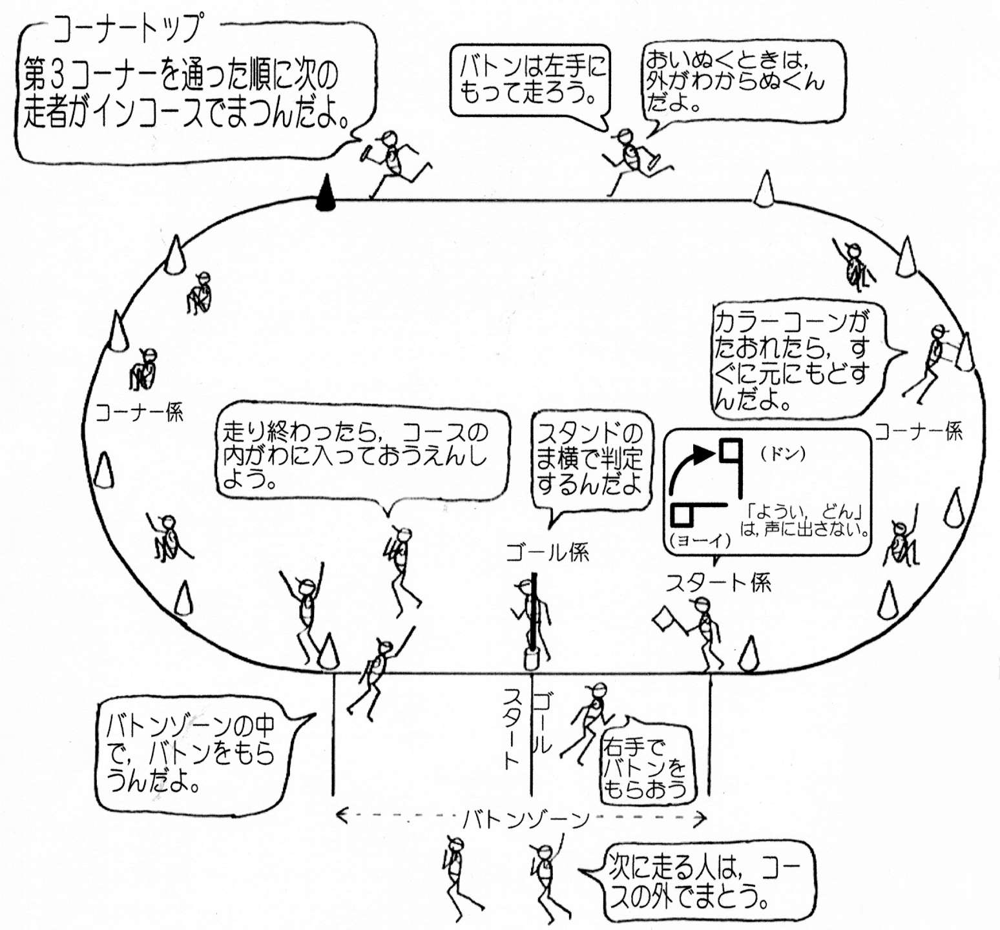 コーナートップ
第3コーナーを通った順に次の
走者がインコースでまつんだよ。
バトンは左手に
もって走ろう。
おいぬくときは,
外がわからぬくん
だよ。
カラーコーンが
たおれたら,す
ぐに元にもどす
んだよ。
コーナー係
コーナー係
走り終わったら,コースの
内がわに入っておうえんし
よう。
スタンドの
ま横で判定
するんだよ
ゴール係
(ドン)
「ようい,どん」
は,声に出さない。
(ヨーイ)
スタート係
バトンゾーンの中
で,バトンをもら
うんだよ。
スタート
ゴール
右手で
バトンを
もらおう
バトンゾーン
次に走る人は,コー
スの外でまとう。